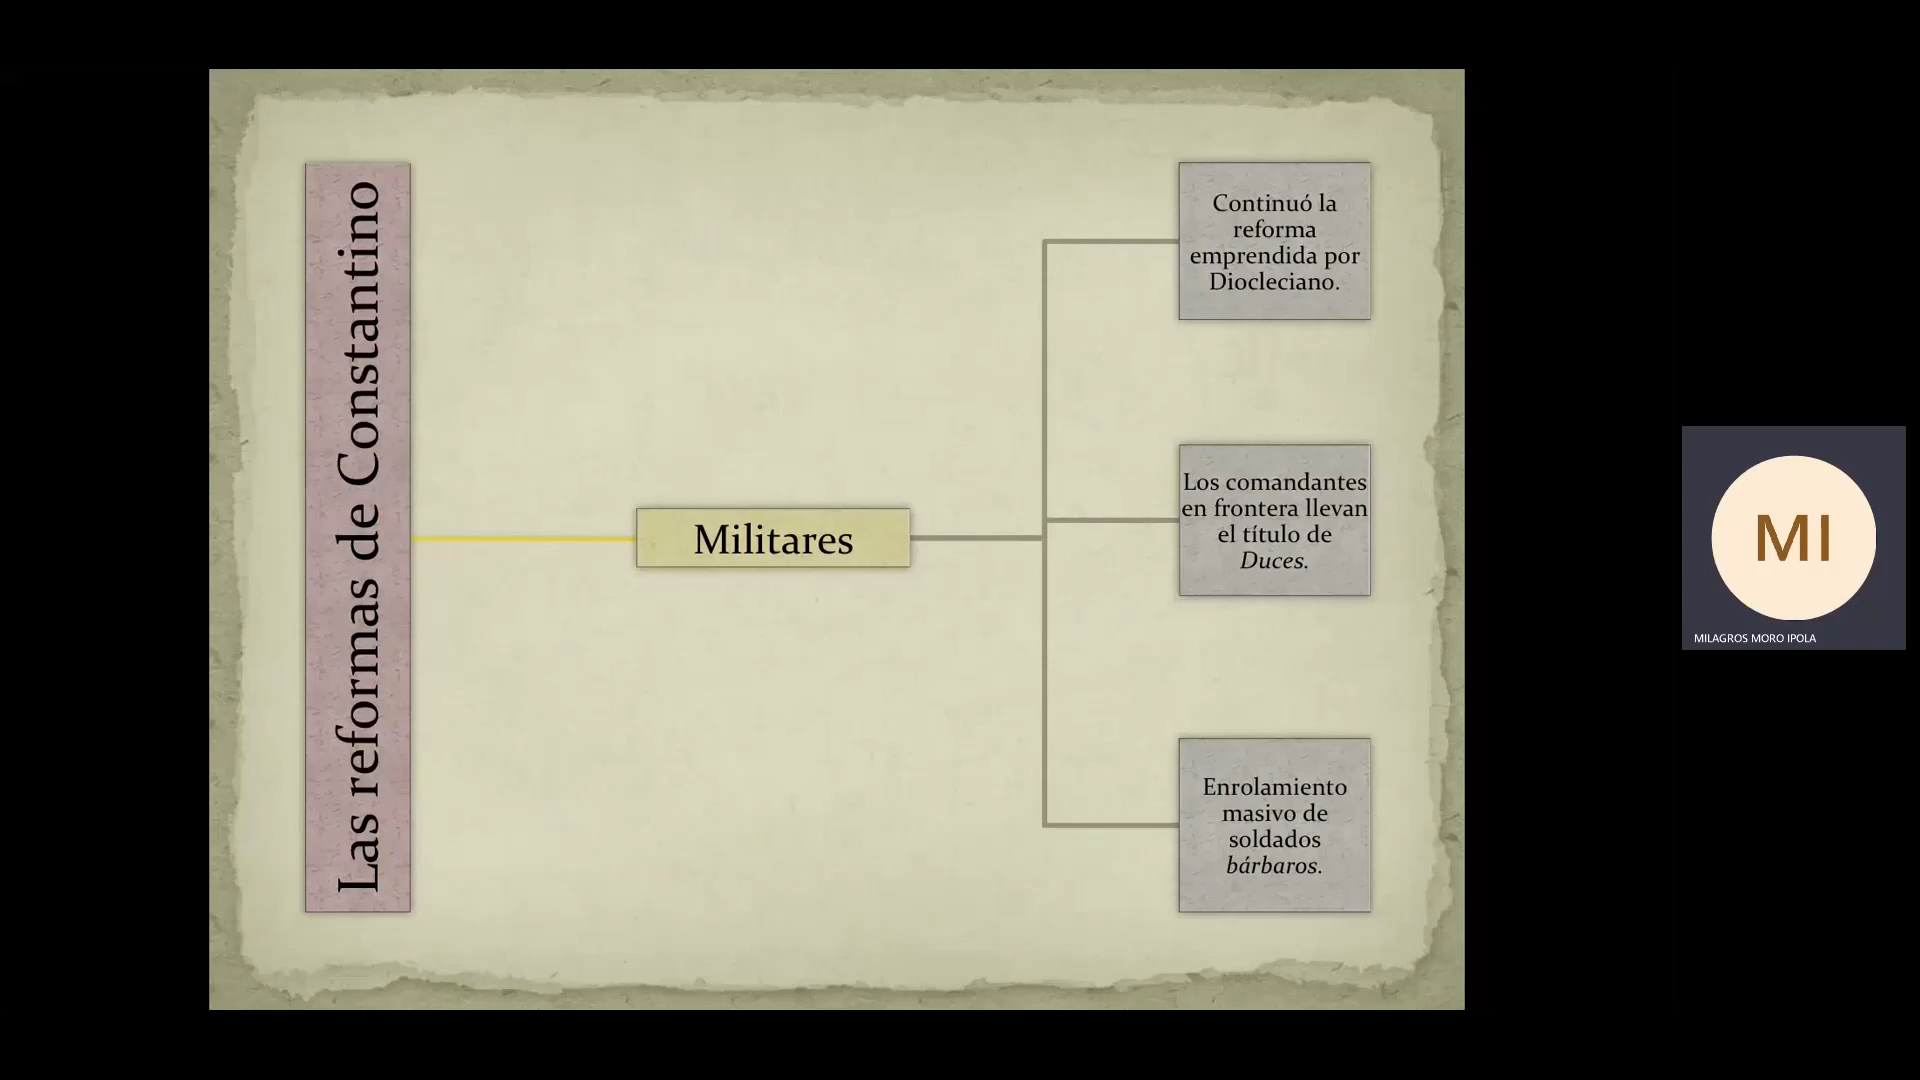 Las reformas de Constantino
Militares
Continuó la
reforma
emprendida por
Diocleciano.
Los comandantes
en frontera llevan
el título de
Duces.
Enrolamiento
masivo de
soldados
bárbaros.
MI
MILAGROS MORO IPOLA